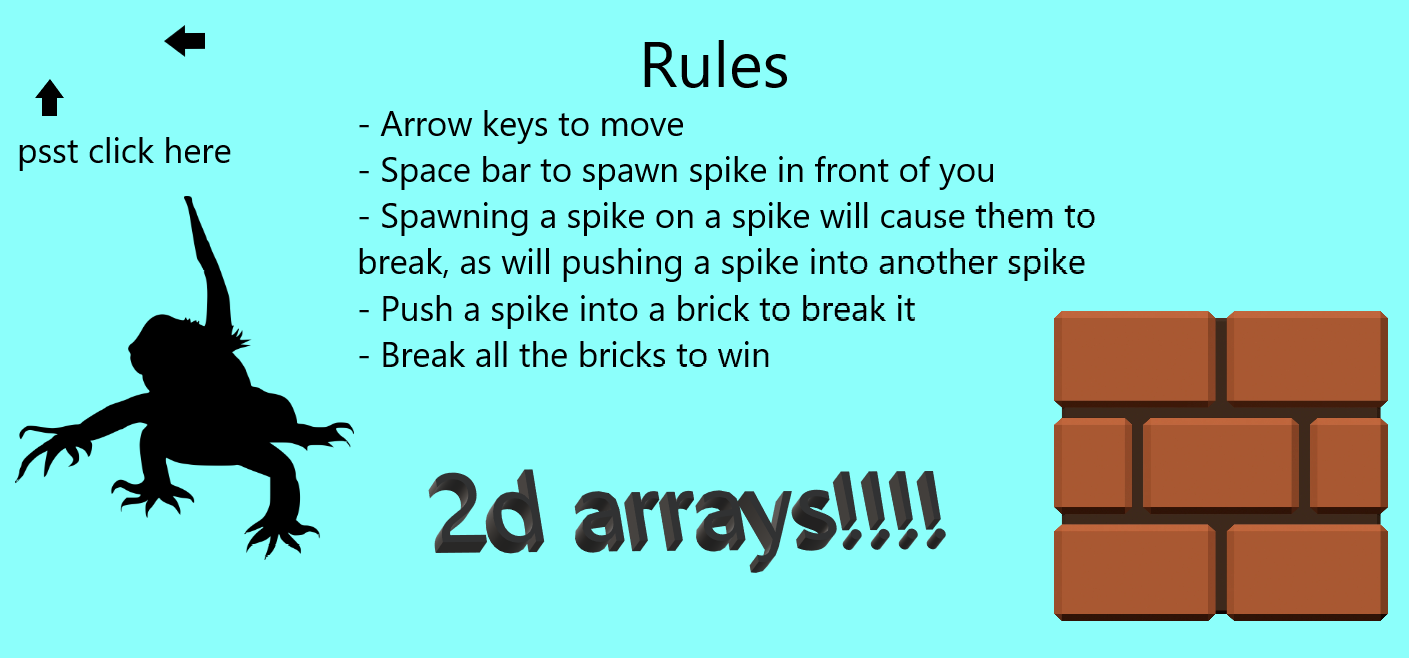 Rules
- Arrow keys to move
- Space bar to spawn spike in front of you
- Spawning a spike on a spike will cause them to
break, as will pushing a spike into another spike
- Push a spike into a brick to break it
- Break all the bricks to win
psst click here
2d arrays!!!!